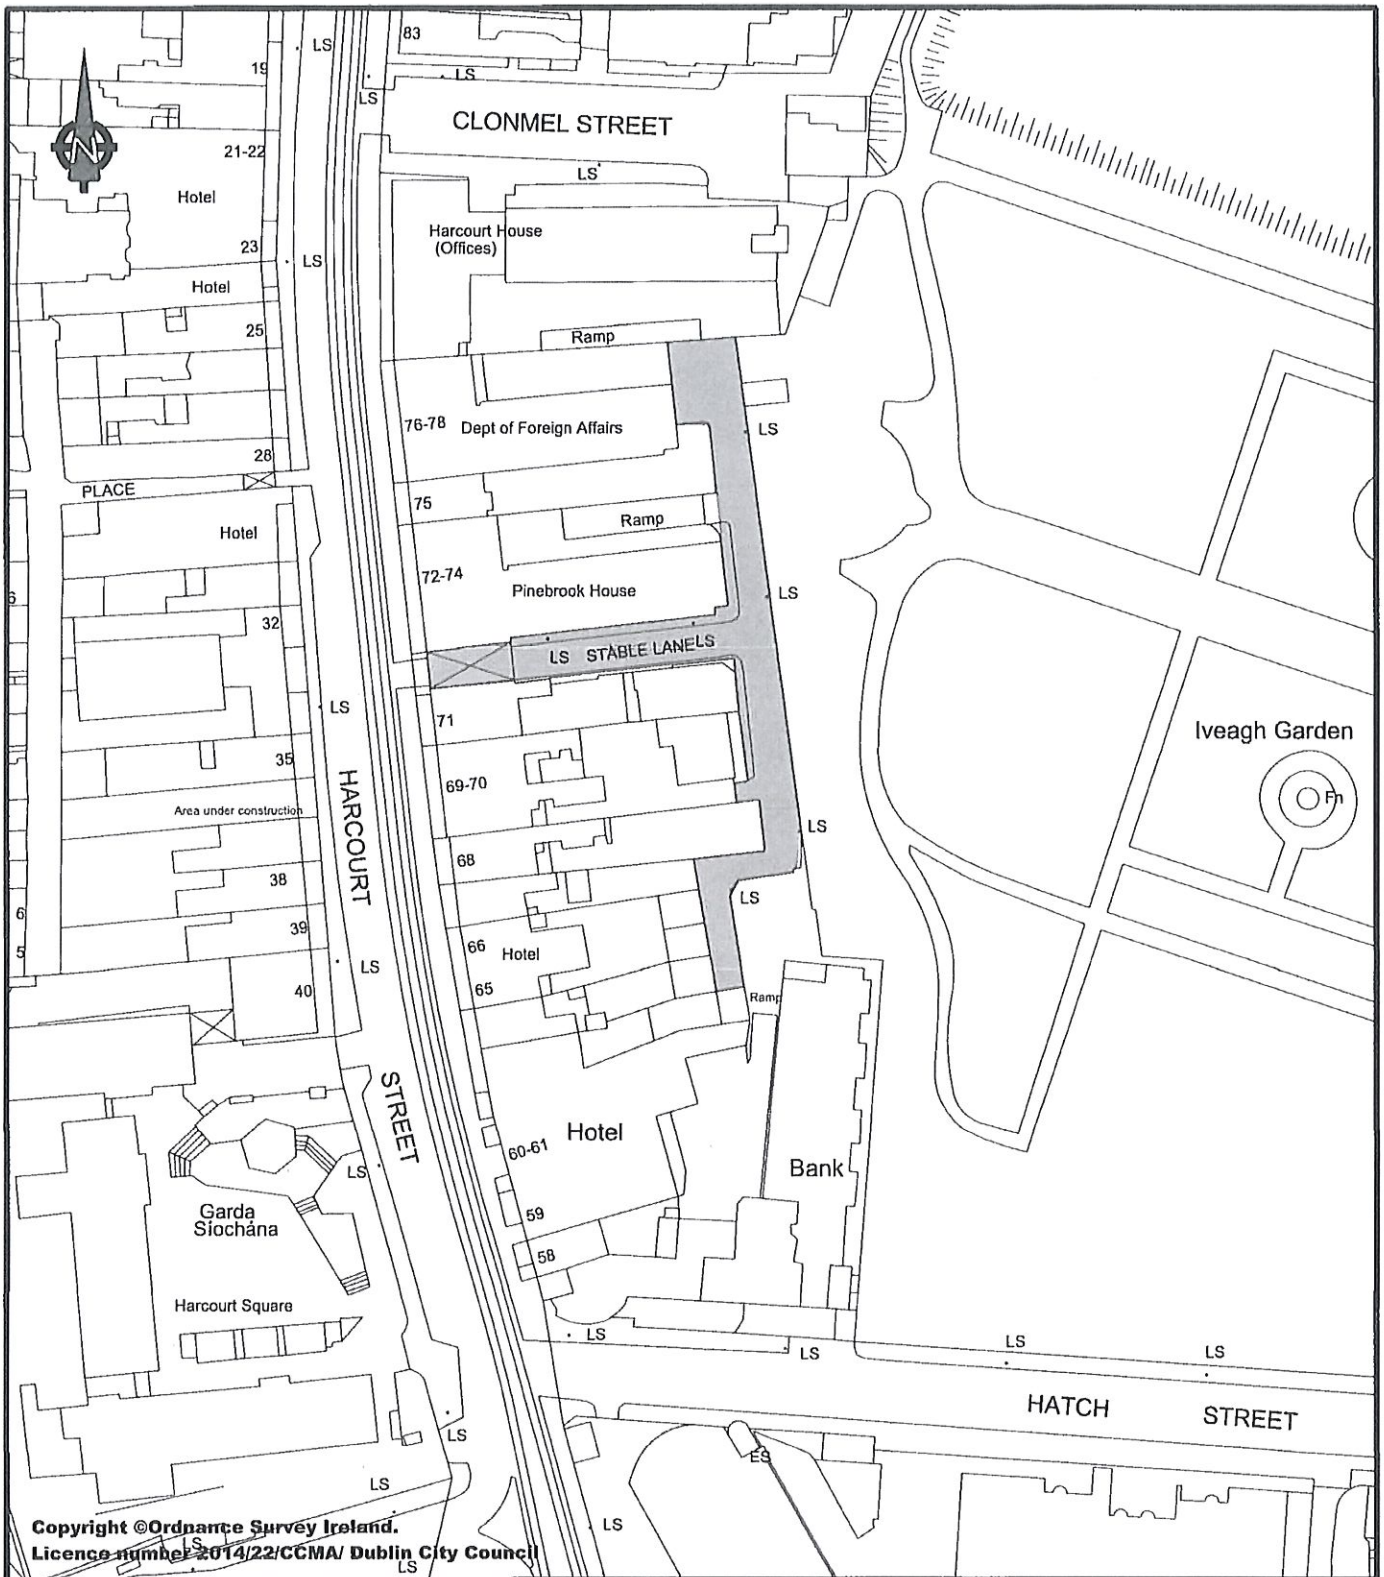 83
LS
19
LS
LS
CLONMEL STREET
N
21-22
LS
Hotel
Harcourt House
(Offices)
23
LS
Hotel
25
Ramp
76-78
Dept of Foreign Affairs
LS
28
PLACE
75
Ramp
Hotel
72-74
Pinebrook House
LS
6
32
LS
STABLE LANE
LS
LS
71
Iveagh Garden
35
HARCOURT
69-70
Fn
Area under construction
LS
68
38
LS
6
39
66
Hotel
5
LS
65
40
Ramp
STREET
60-61
Hotel
Bank
LS
Garda
Síochána
59
58
Harcourt Square
LS
LS
LS
LS
HATCH
STREET
LS
ES
LS
LS
Copyright ©Ordnance Survey Ireland.
LS
Licence number 2014/22/CCMA/ Dublin City Council
LS